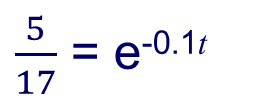 5/17 = e^-0.1t